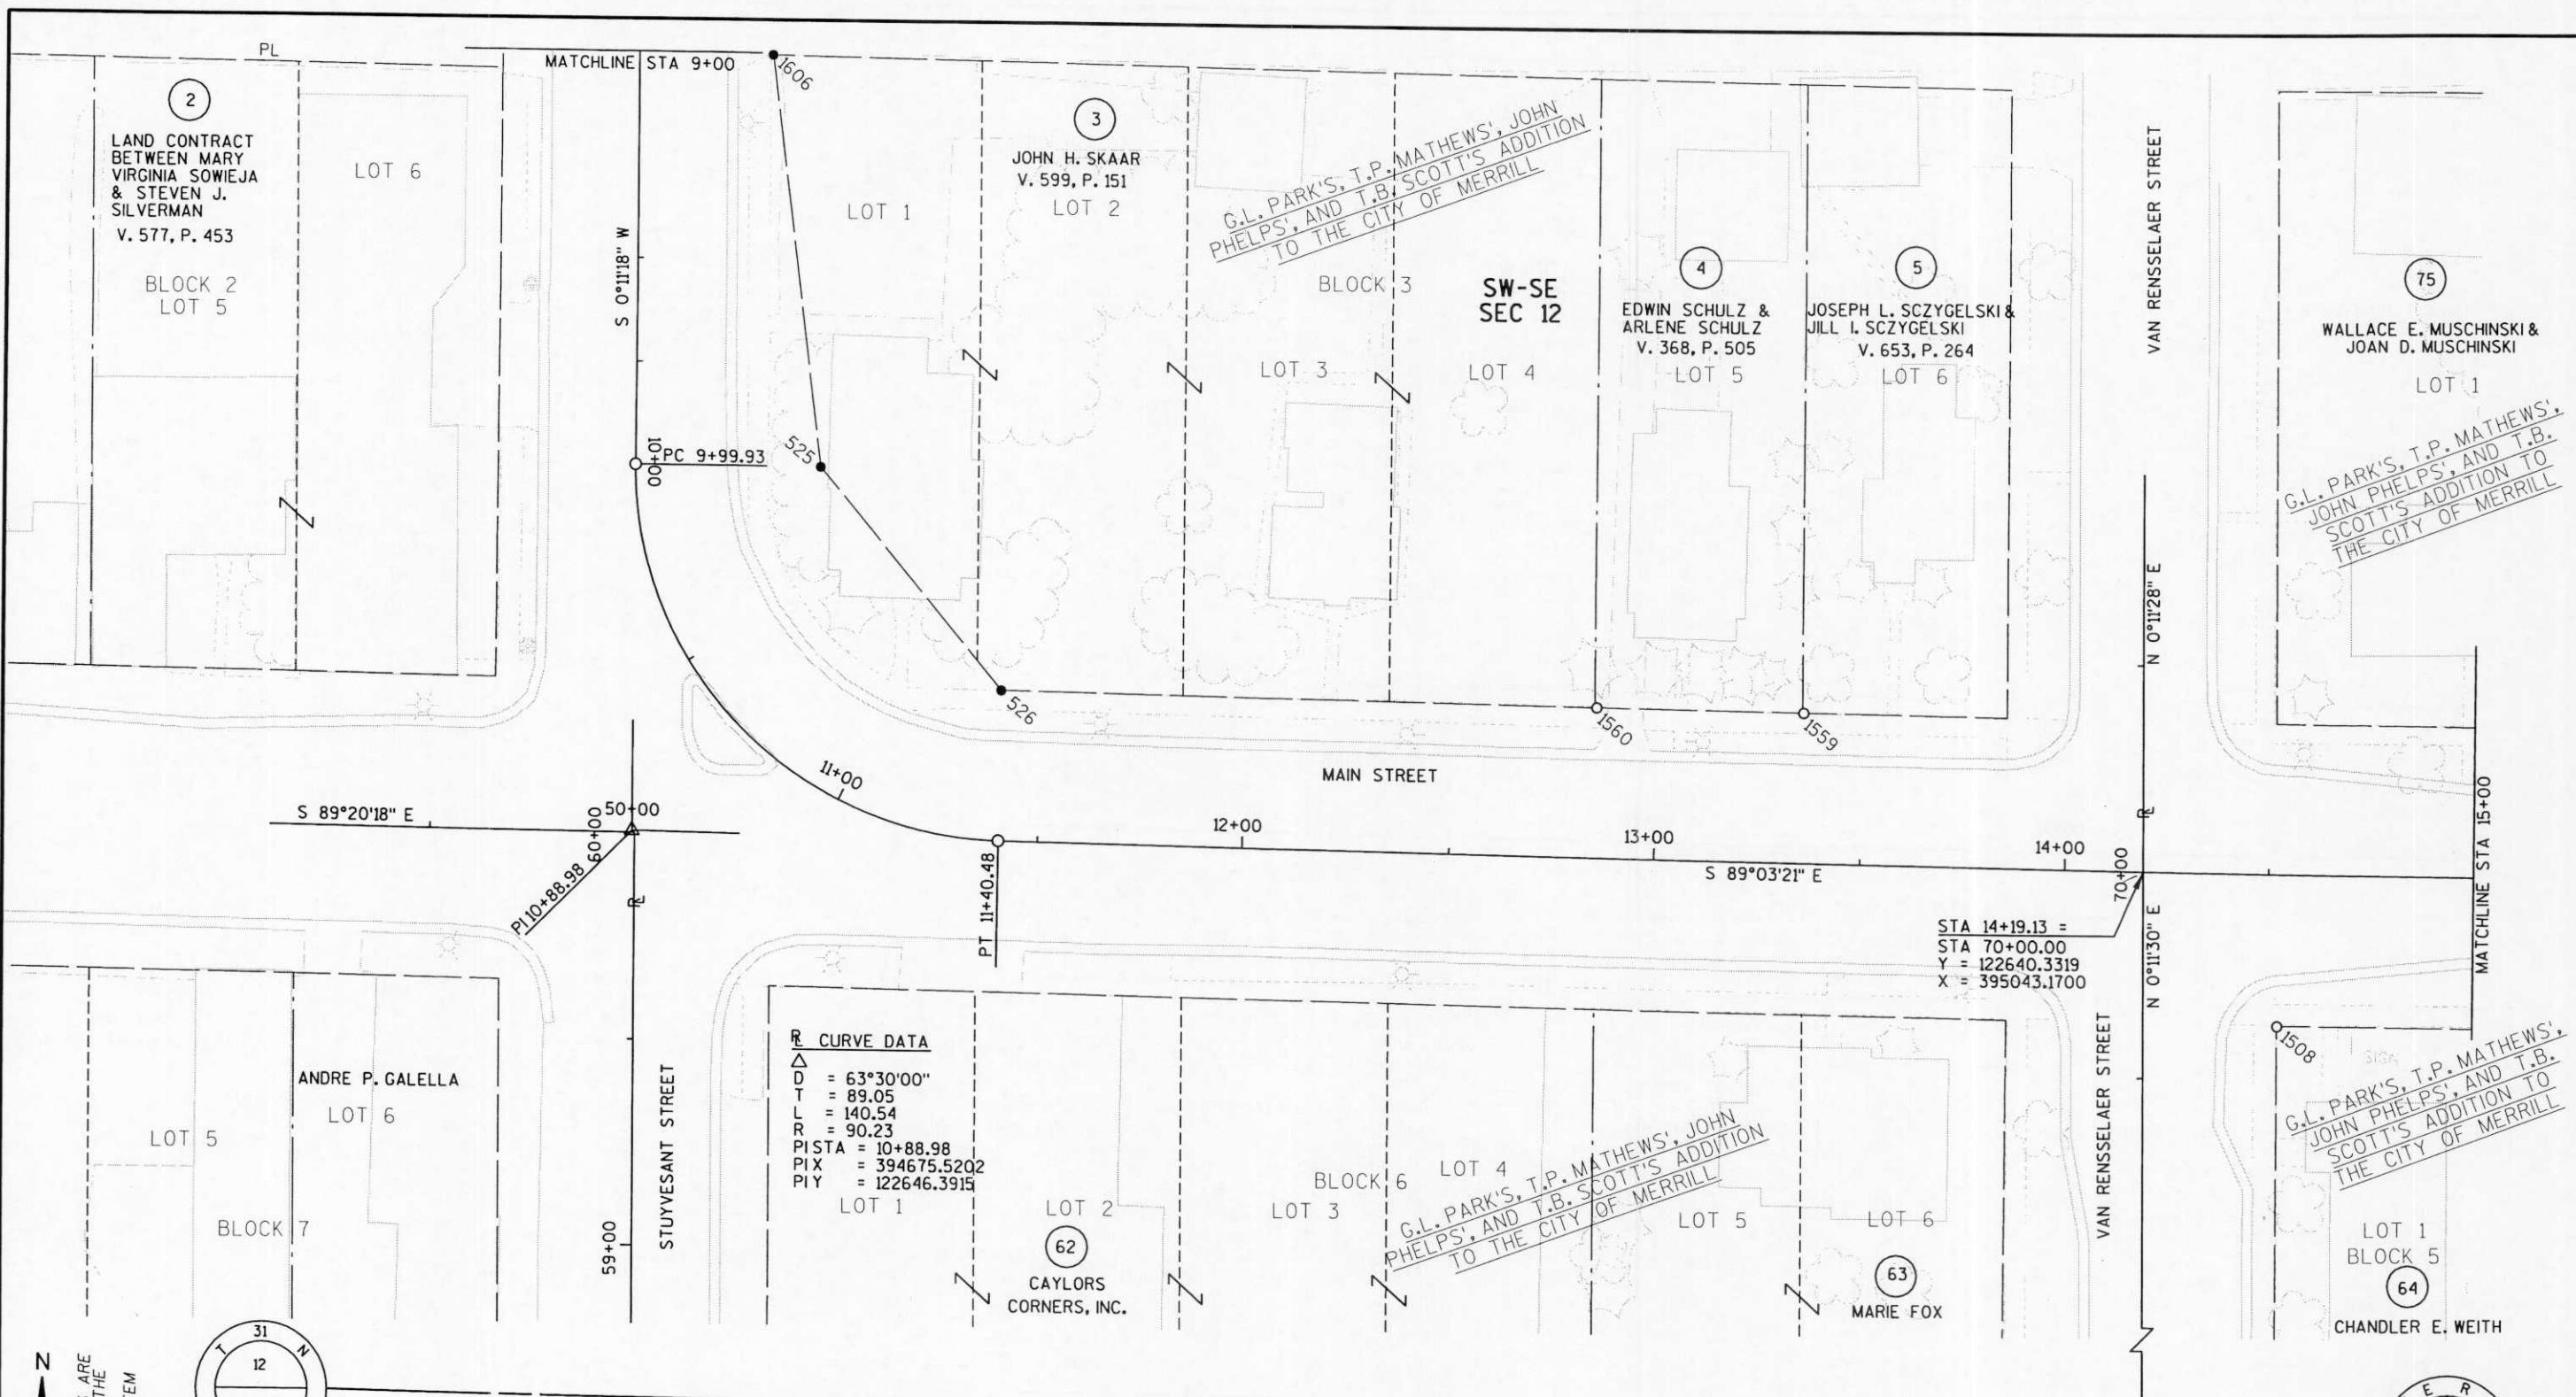 PL
MATCHLINE STA 9+00
1606
2
LAND CONTRACT
BETWEEN MARY
VIRGINIA SOWIEJA
& STEVEN J.
SILVERMAN
V. 577, P. 453
BLOCK 2
LOT 5
LOT 6
S 0°11'18" W
LOT 1
3
JOHN H. SKAAR
V. 599, P. 151
LOT 2
G.L. PARK'S, T.P. MATHEWS', JOHN
PHELPS', AND T.B. SCOTT'S ADDITION
TO THE CITY OF MERRILL
BLOCK 3
LOT 3
SW-SE
SEC 12
LOT 4
4
EDWIN SCHULZ &
ARLENE SCHULZ
V. 368, P. 505
LOT 5
5
JOSEPH L. SCZYGELSKI &
JILL I. SCZYGELSKI
V. 653, P. 264
LOT 6
VAN RENSSELAER STREET
75
WALLACE E. MUSCHINSKI &
JOAN D. MUSCHINSKI
LOT 1
G.L. PARK'S, T.P. MATHEWS',
JOHN PHELPS', AND T.B.
SCOTT'S ADDITION TO
THE CITY OF MERRILL
10+00
PC 9+99.93
525
526
1560
1559
N 0°11'28" E
MAIN STREET
S 89°20'18" E
60+00
50+00
PI 10+88.98
R
11+00
PT 11+40.48
12+00
13+00
S 89°03'21" E
14+00
70+00
R
MATCHLINE STA 15+00
STA 14+19.13 =
STA 70+00.00
Y = 122640.3319
X = 395043.1700
N 0°11'30" E
VAN RENSSELAER STREET
ANDRE P. GALELLA
LOT 6
LOT 5
BLOCK 7
59+00
STUYVESANT STREET
RL CURVE DATA
Δ
D = 63°30'00"
T = 89.05
L = 140.54
R = 90.23
PI STA = 10+88.98
PI X = 394675.5202
PI Y = 122646.3915
LOT 1
LOT 2
62
CAYLORS
CORNERS, INC.
BLOCK 6
LOT 3
LOT 4
G.L. PARK'S, T.P. MATHEWS', JOHN
PHELPS', AND T.B. SCOTT'S ADDITION
TO THE CITY OF MERRILL
LOT 5
LOT 6
63
MARIE FOX
1508
SIGN
G.L. PARK'S, T.P. MATHEWS',
JOHN PHELPS', AND T.B.
SCOTT'S ADDITION TO
THE CITY OF MERRILL
LOT 1
BLOCK 5
64
CHANDLER E. WEITH
N
ARE
THE
T 31 N
12
E R